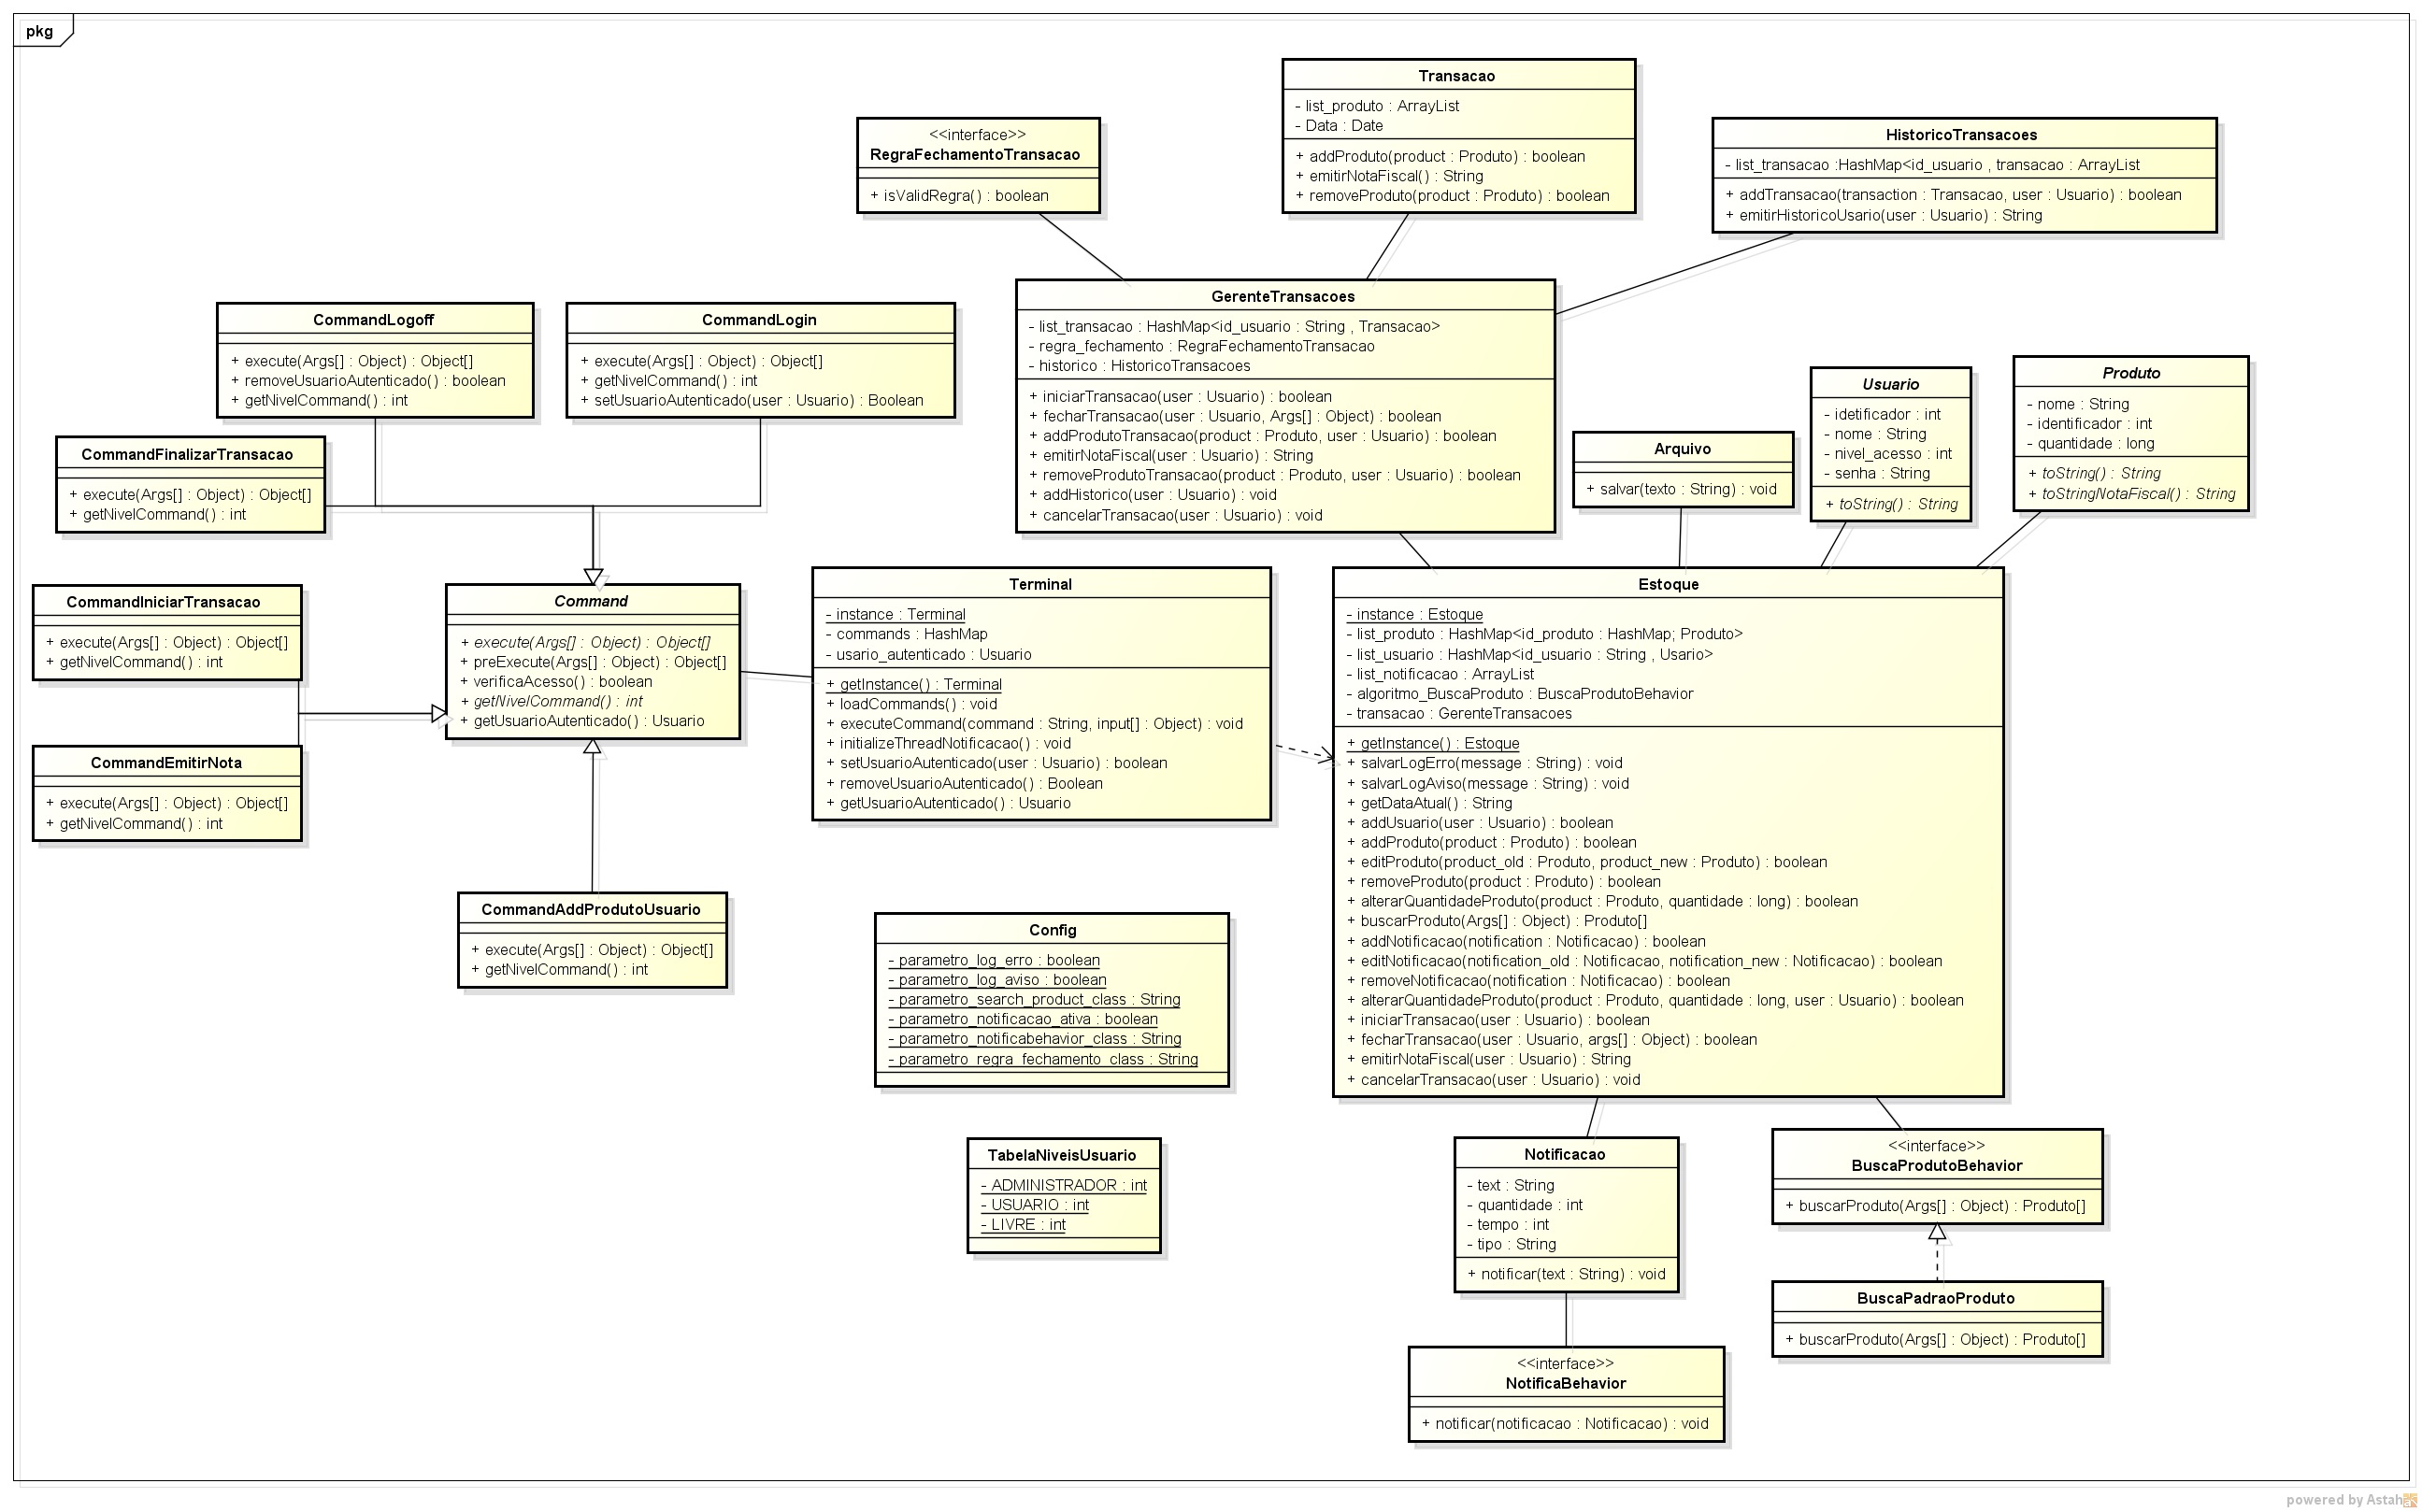 pkg
Transacao
- list_produto : ArrayList
- Data : Date
+ addProduto(product : Produto) : boolean
+ emitirNotaFiscal() : String
+ removeProduto(product : Produto) : boolean
<<interface>>
RegraFechamentoTransacao
+ isValidRegra() : boolean
HistoricoTransacoes
- list_transacao :HashMap<id_usuario , transacao : ArrayList
+ addTransacao(transaction : Transacao, user : Usuario) : boolean
+ emitirHistoricoUsario(user : Usuario) : String
GerenteTransacoes
- list_transacao : HashMap<id_usuario : String , Transacao>
- regra_fechamento : RegraFechamentoTransacao
- historico : HistoricoTransacoes
+ iniciarTransacao(user : Usuario) : boolean
+ fecharTransacao(user : Usuario, Args[] : Object) : boolean
+ addProdutoTransacao(product : Produto, user : Usuario) : boolean
+ emitirNotaFiscal(user : Usuario) : String
+ removeProdutoTransacao(product : Produto, user : Usuario) : boolean
+ addHistorico(user : Usuario) : void
+ cancelarTransacao(user : Usuario) : void
CommandLogoff
+ execute(Args[] : Object) : Object[]
+ removeUsuarioAutenticado() : boolean
+ getNivelCommand() : int
CommandLogin
+ execute(Args[] : Object) : Object[]
+ getNivelCommand() : int
+ setUsuarioAutenticado(user : Usuario) : Boolean
Usuario
- idetificador : int
- nome : String
- nivel_acesso : int
- senha : String
+ toString() : String
Produto
- nome : String
- identificador : int
- quantidade : long
+ toString() : String
+ toStringNotaFiscal() : String
Arquivo
+ salvar(texto : String) : void
CommandFinalizarTransacao
+ execute(Args[] : Object) : Object[]
+ getNivelCommand() : int
CommandIniciarTransacao
+ execute(Args[] : Object) : Object[]
+ getNivelCommand() : int
Command
+ execute(Args[] : Object) : Object[]
+ preExecute(Args[] : Object) : Object[]
+ verificaAcesso() : boolean
+ getNivelCommand() : int
+ getUsuarioAutenticado() : Usuario
Terminal
- instance : Terminal
- commands : HashMap
- usario_autenticado : Usuario
+ getInstance() : Terminal
+ loadCommands() : void
+ executeCommand(command : String, input[] : Object) : void
+ initializeThreadNotificacao() : void
+ setUsuarioAutenticado(user : Usuario) : boolean
+ removeUsuarioAutenticado() : Boolean
+ getUsuarioAutenticado() : Usuario
Estoque
- instance : Estoque
- list_produto : HashMap<id_produto : HashMap; Produto>
- list_usuario : HashMap<id_usuario : String , Usario>
- list_notificacao : ArrayList
- algoritmo_BuscaProduto : BuscaProdutoBehavior
- transacao : GerenteTransacoes
+ getInstance() : Estoque
+ salvarLogErro(message : String) : void
+ salvarLogAviso(message : String) : void
+ getDataAtual() : String
+ addUsuario(user : Usuario) : boolean
+ addProduto(product : Produto) : boolean
+ editProduto(product_old : Produto, product_new : Produto) : boolean
+ removeProduto(product : Produto) : boolean
+ alterarQuantidadeProduto(product : Produto, quantidade : long) : boolean
+ buscarProduto(Args[] : Object) : Produto[]
+ addNotificacao(notification : Notificacao) : boolean
+ editNotificacao(notification_old : Notificacao, notification_new : Notificacao) : boolean
+ removeNotificacao(notification : Notificacao) : boolean
+ alterarQuantidadeProduto(product : Produto, quantidade : long, user : Usuario) : boolean
+ iniciarTransacao(user : Usuario) : boolean
+ fecharTransacao(user : Usuario, args[] : Object) : boolean
+ emitirNotaFiscal(user : Usuario) : String
+ cancelarTransacao(user : Usuario) : void
CommandEmitirNota
+ execute(Args[] : Object) : Object[]
+ getNivelCommand() : int
CommandAddProdutoUsuario
+ execute(Args[] : Object) : Object[]
+ getNivelCommand() : int
Config
- parametro_log_erro : boolean
- parametro_log_aviso : boolean
- parametro_search_product_class : String
- parametro_notificacao_ativa : boolean
- parametro_notificabehavior_class : String
- parametro_regra_fechamento_class : String
TabelaNiveisUsuario
- ADMINISTRADOR : int
- USUARIO : int
- LIVRE : int
Notificacao
- text : String
- quantidade : int
- tempo : int
- tipo : String
+ notificar(text : String) : void
<<interface>>
BuscaProdutoBehavior
+ buscarProduto(Args[] : Object) : Produto[]
BuscaPadraoProduto
+ buscarProduto(Args[] : Object) : Produto[]
<<interface>>
NotificaBehavior
+ notificar(notificacao : Notificacao) : void
powered by Astah